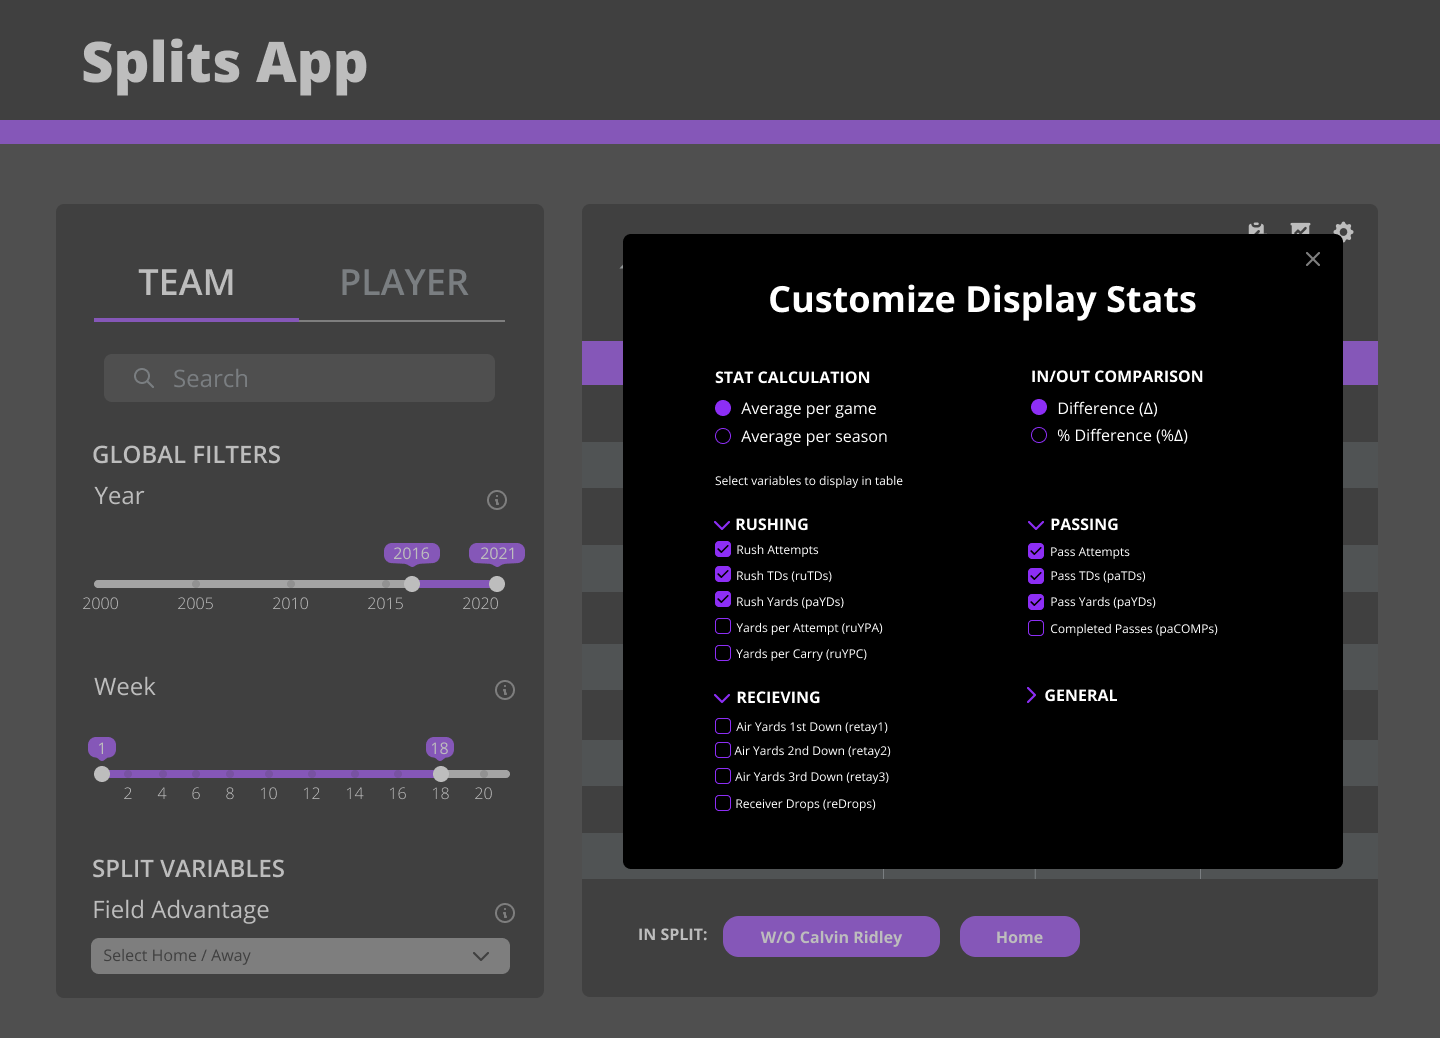 Splits App
TEAM
PLAYER
Search
GLOBAL FILTERS
Year
2016
2021
2000
2005
2010
2015
2020
Week
1
18
2
4
6
8
10
12
14
16
18
20
SPLIT VARIABLES
Field Advantage
Select Home / Away
Customize Display Stats
STAT CALCULATION
Average per game
Average per season
IN/OUT COMPARISON
Difference (Δ)
% Difference (%Δ)
Select variables to display in table
RUSHING
Rush Attempts
Rush TDs (ruTDs)
Rush Yards (paYDs)
Yards per Attempt (ruYPA)
Yards per Carry (ruYPC)
PASSING
Pass Attempts
Pass TDs (paTDs)
Pass Yards (paYDs)
Completed Passes (paCOMPs)
RECIEVING
Air Yards 1st Down (retay1)
Air Yards 2nd Down (retay2)
Air Yards 3rd Down (retay3)
Receiver Drops (reDrops)
GENERAL
IN SPLIT:
W/O Calvin Ridley
Home